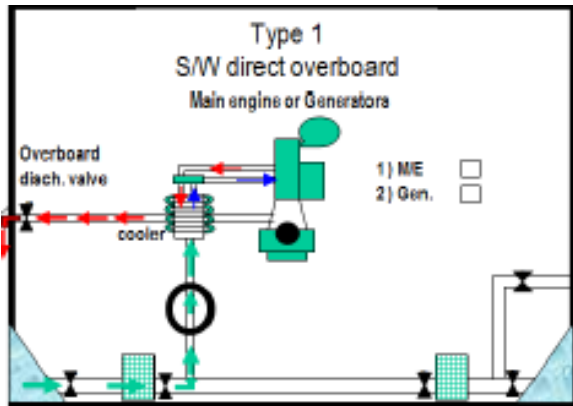 Type 1
S/W direct overboard
Main engine or Generators
Overboard
disch. valve
1) M/E
2) Gen.
cooler